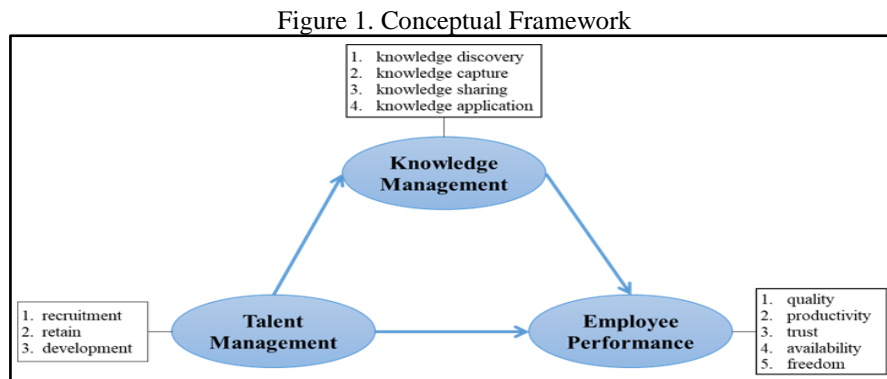 Figure 1. Conceptual Framework
1. knowledge discovery
2. knowledge capture
3. knowledge sharing
4. knowledge application
Knowledge
Management
1. recruitment
2. retain
3. development
Talent
Management
Employee
Performance
1. quality
2. productivity
3. trust
4. availability
5. freedom